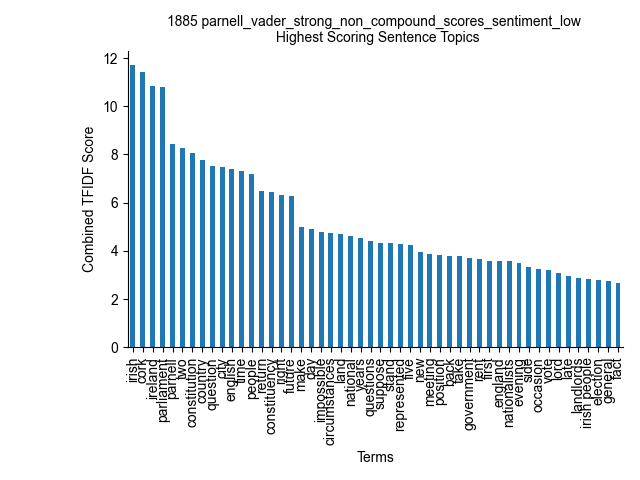 1885 parnell_vader_strong_non_compound_scores_sentiment_low
Highest Scoring Sentence Topics
Combined TFIDF Score
12
10
8
6
4
2
0
irish
cork
ireland
parliament
parnell
two
constitution
country
question
city
english
time
people
return
constituency
right
future
make
day
impossible
circumstances
land
national
years
questions
suppose
stand
represented
five
new
meeting
position
back
take
government
rent
first
england
nationalists
evening
side
occasion
vote
lord
late
landlords
irish people
election
general
fact
Terms